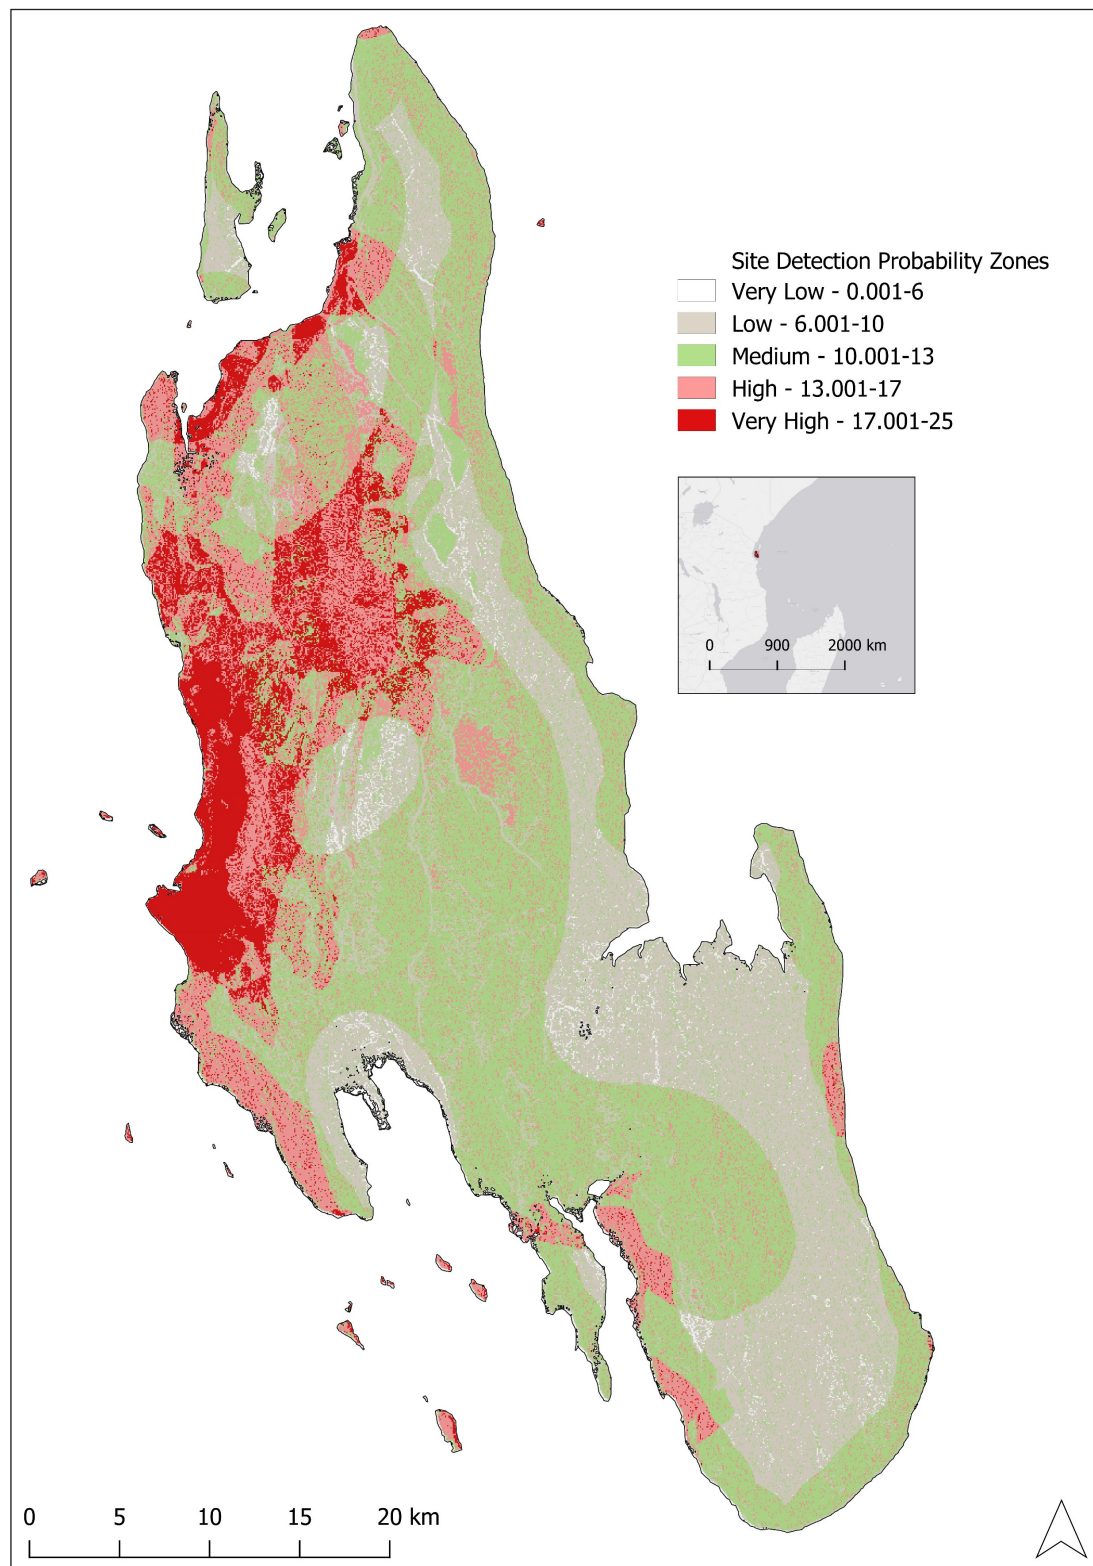 Site Detection Probability Zones
Very Low - 0.001-6
Low - 6.001-10
Medium - 10.001-13
High - 13.001-17
Very High - 17.001-25
0 900 2000 km
0 5 10 15 20 km